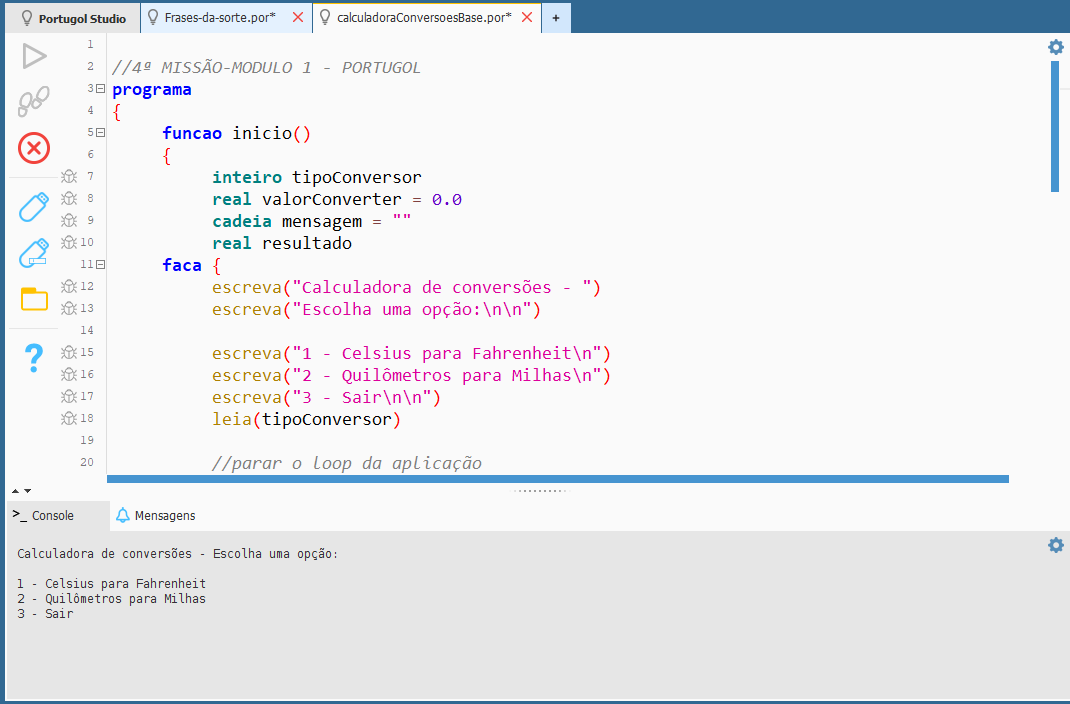 Portugol Studio Frases-da-sorte.por* calculadoraConversoesBase.por* +
1
2 //4ª MISSÃO-MODULO 1 - PORTUGOL
3 programa
4 {
5 funcao inicio()
6 {
7 inteiro tipoConversor
8 real valorConverter = 0.0
9 cadeia mensagem = ""
10 real resultado
11 faca {
12 escreva("Calculadora de conversões - ")
13 escreva("Escolha uma opção:\n\n")
14
15 escreva("1 - Celsius para Fahrenheit\n")
16 escreva("2 - Quilômetros para Milhas\n")
17 escreva("3 - Sair\n\n")
18 leia(tipoConversor)
19
20 //parar o loop da aplicação
>_ Console Mensagens
Calculadora de conversões - Escolha uma opção:
1 - Celsius para Fahrenheit
2 - Quilômetros para Milhas
3 - Sair